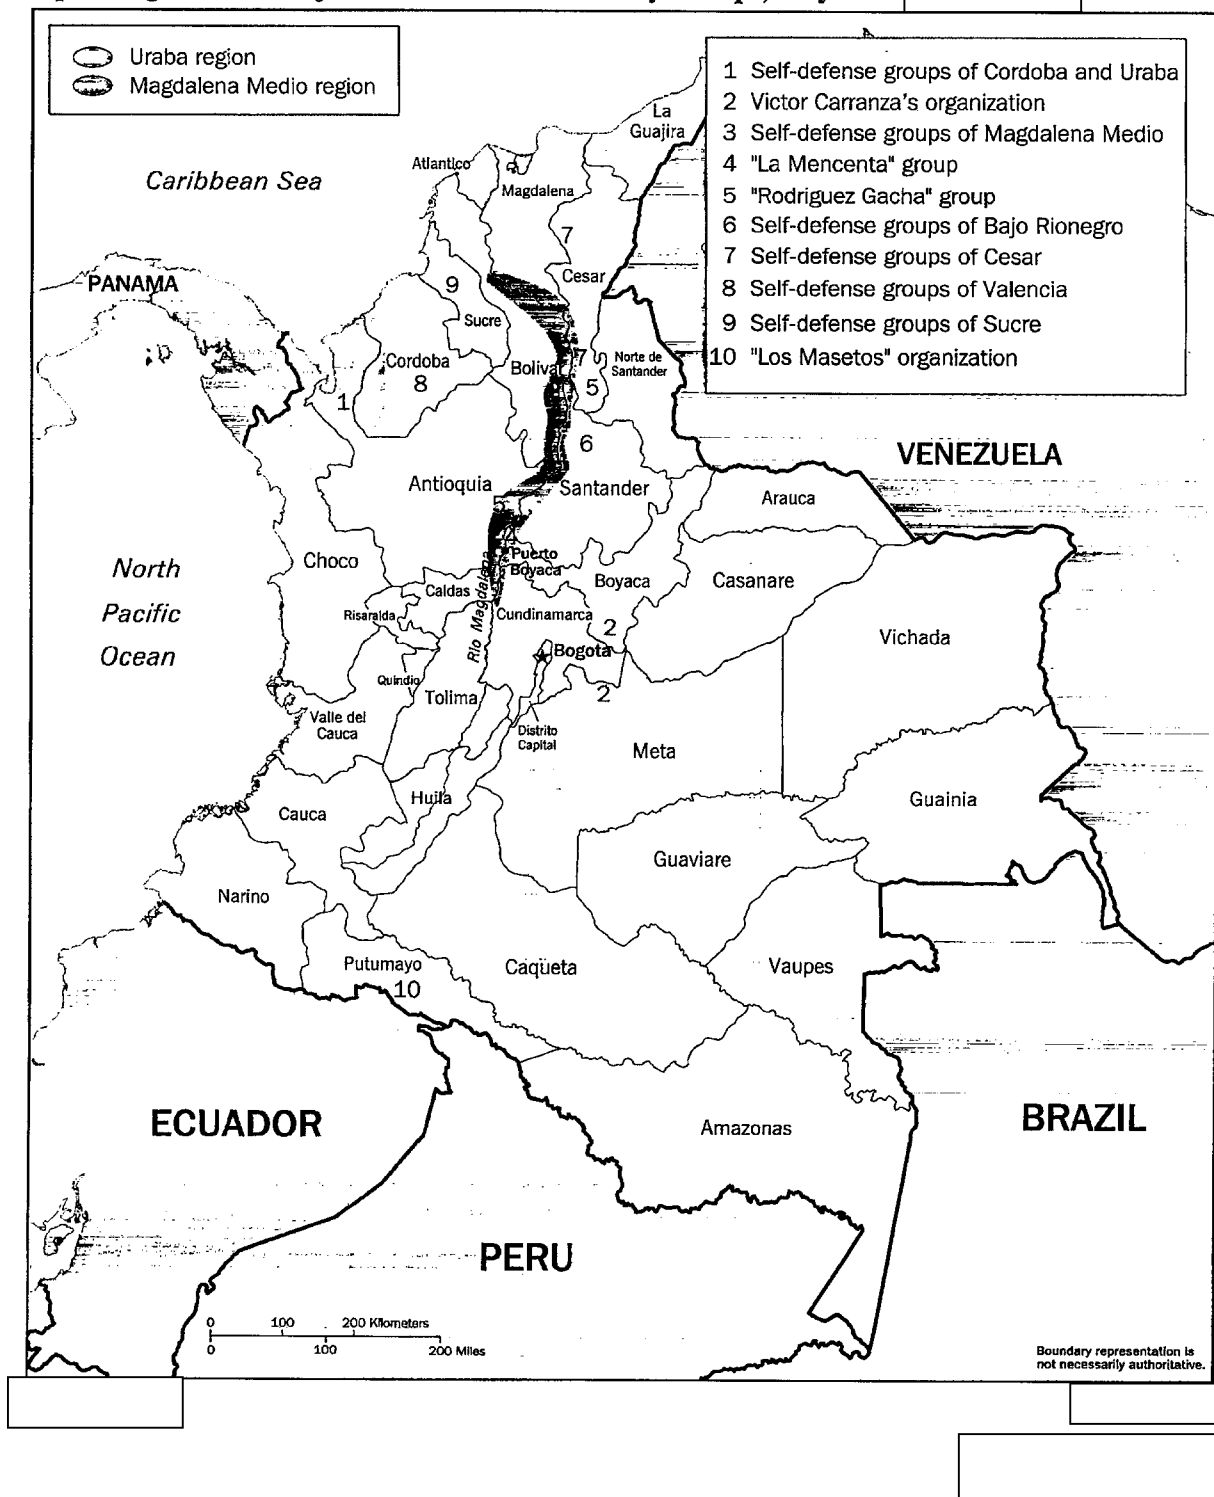 Uraba region
Magdalena Medio region
1 Self-defense groups of Cordoba and Uraba
2 Victor Carranza's organization
3 Self-defense groups of Magdalena Medio
4 "La Mencenta" group
5 "Rodriguez Gacha" group
6 Self-defense groups of Bajo Rionegro
7 Self-defense groups of Cesar
8 Self-defense groups of Valencia
9 Self-defense groups of Sucre
10 "Los Masetos" organization
La
Guajira
Atlantico
Magdalena
Caribbean Sea
7
Cesar
PANAMA
9
Sucre
Cordoba
8
Bolivar
7
Norte de
Santander
5
1
6
VENEZUELA
Antioquia
Santander
Arauca
5
4
Puerto
Boyaca
Choco
North
Pacific
Ocean
Boyaca
Casanare
Caldas
Risaralda
Cundinamarca
Rio Magdalena
2
Vichada
Bogota
Quindio
Tolima
2
Valle del
Cauca
Distrito
Capital
Meta
Huila
Cauca
Guainia
Guaviare
Narino
Putumayo
10
Caqueta
Vaupes
ECUADOR
Amazonas
BRAZIL
PERU
0 100 200 Kilometers
0 100 200 Miles
Boundary representation is
not necessarily authoritative.